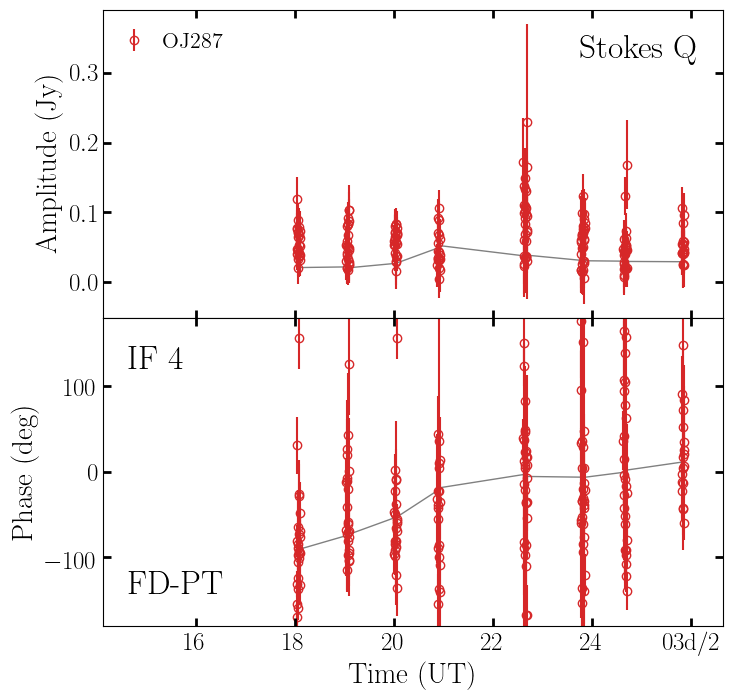 OJ287
Stokes Q
0.3
0.2
0.1
0.0
Amplitude (Jy)
IF 4
100
0
−100
Phase (deg)
FD-PT
16 18 20 22 24 03d/2
Time (UT)